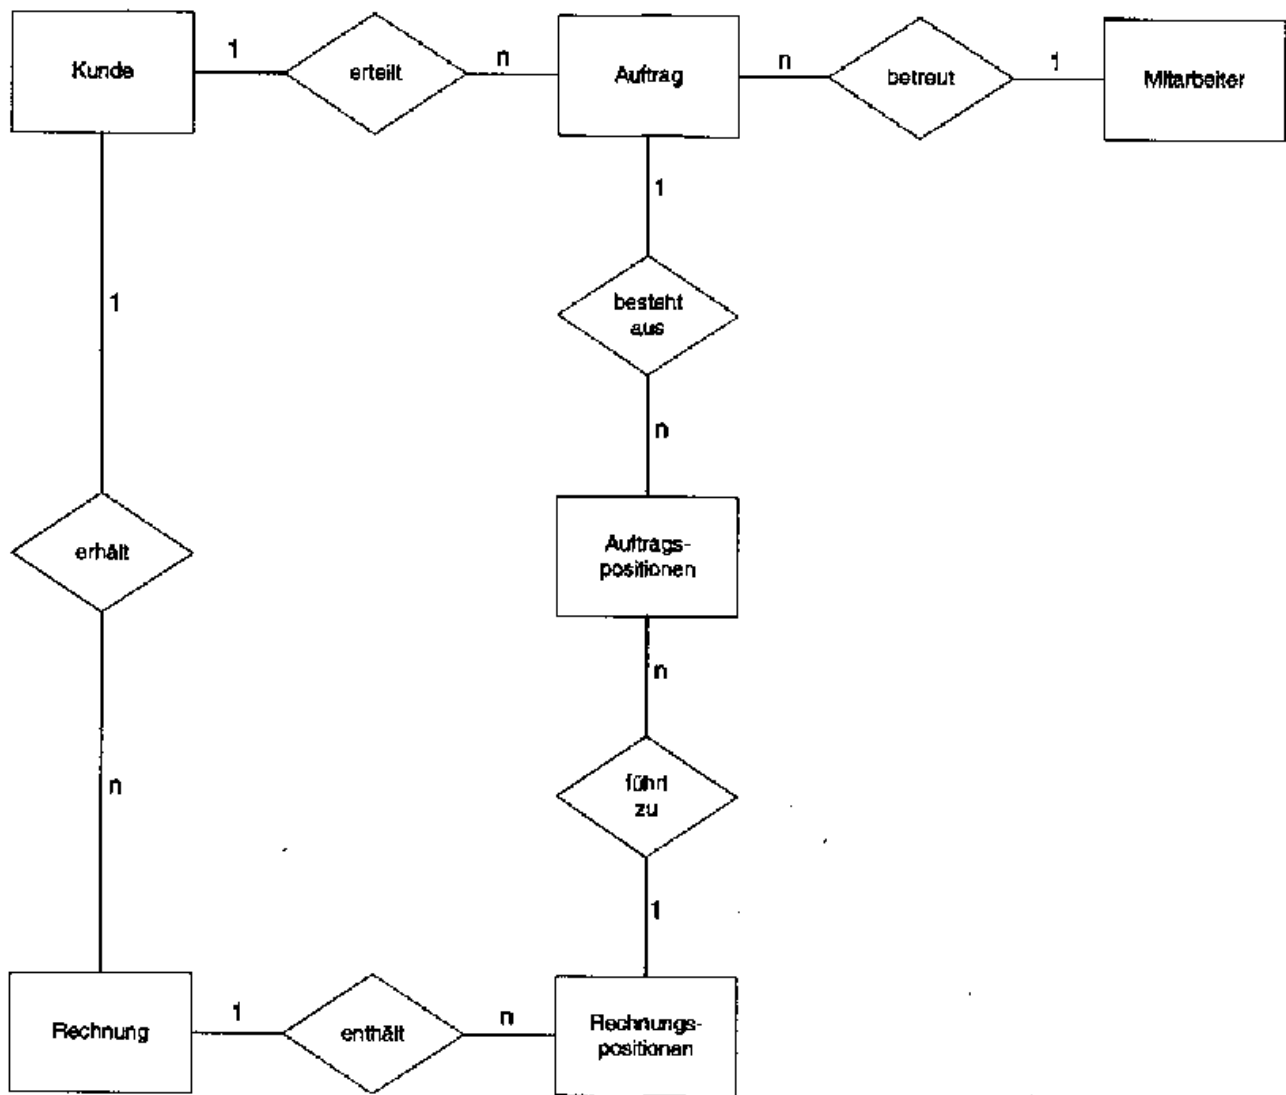 Kunde
1
erteilt
n
Auftrag
n
betreut
1
Mitarbeiter
1
1
besteht
aus
n
erhält
Auftrags-
positionen
n
n
führt
zu
1
Rechnung
1
enthält
n
Rechnungs-
positionen